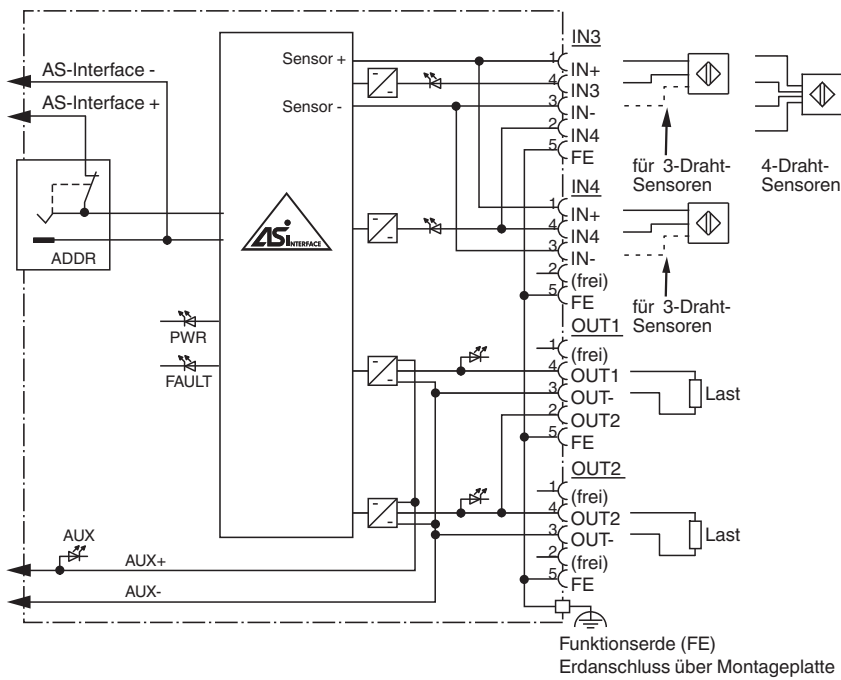 AS-Interface -
AS-Interface +
ADDR
PWR
FAULT
AUX
AUX+
AUX-
Sensor +
Sensor -
ASi
INTERFACE
IN3
1 IN+
4 IN3
3 IN-
2 IN4
5 FE
für 3-Draht-
Sensoren
4-Draht-
Sensoren
IN4
1 IN+
4 IN4
3 IN-
2 (frei)
5 FE
für 3-Draht-
Sensoren
OUT1
1 (frei)
4 OUT1
3 OUT-
2 OUT2
5 FE
Last
OUT2
1 (frei)
4 OUT2
3 OUT-
2 (frei)
5 FE
Last
Funktionserde (FE)
Erdanschluss über Montageplatte